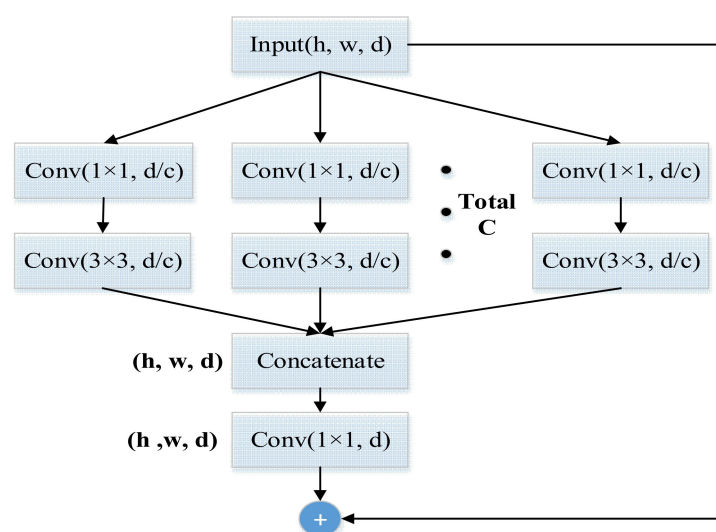 Input(h, w, d)
Conv(1×1, d/c)
Conv(1×1, d/c)
Conv(1×1, d/c)
Total
C
Conv(3×3, d/c)
Conv(3×3, d/c)
Conv(3×3, d/c)
(h, w, d)
Concatenate
(h ,w, d)
Conv(1×1, d)
+